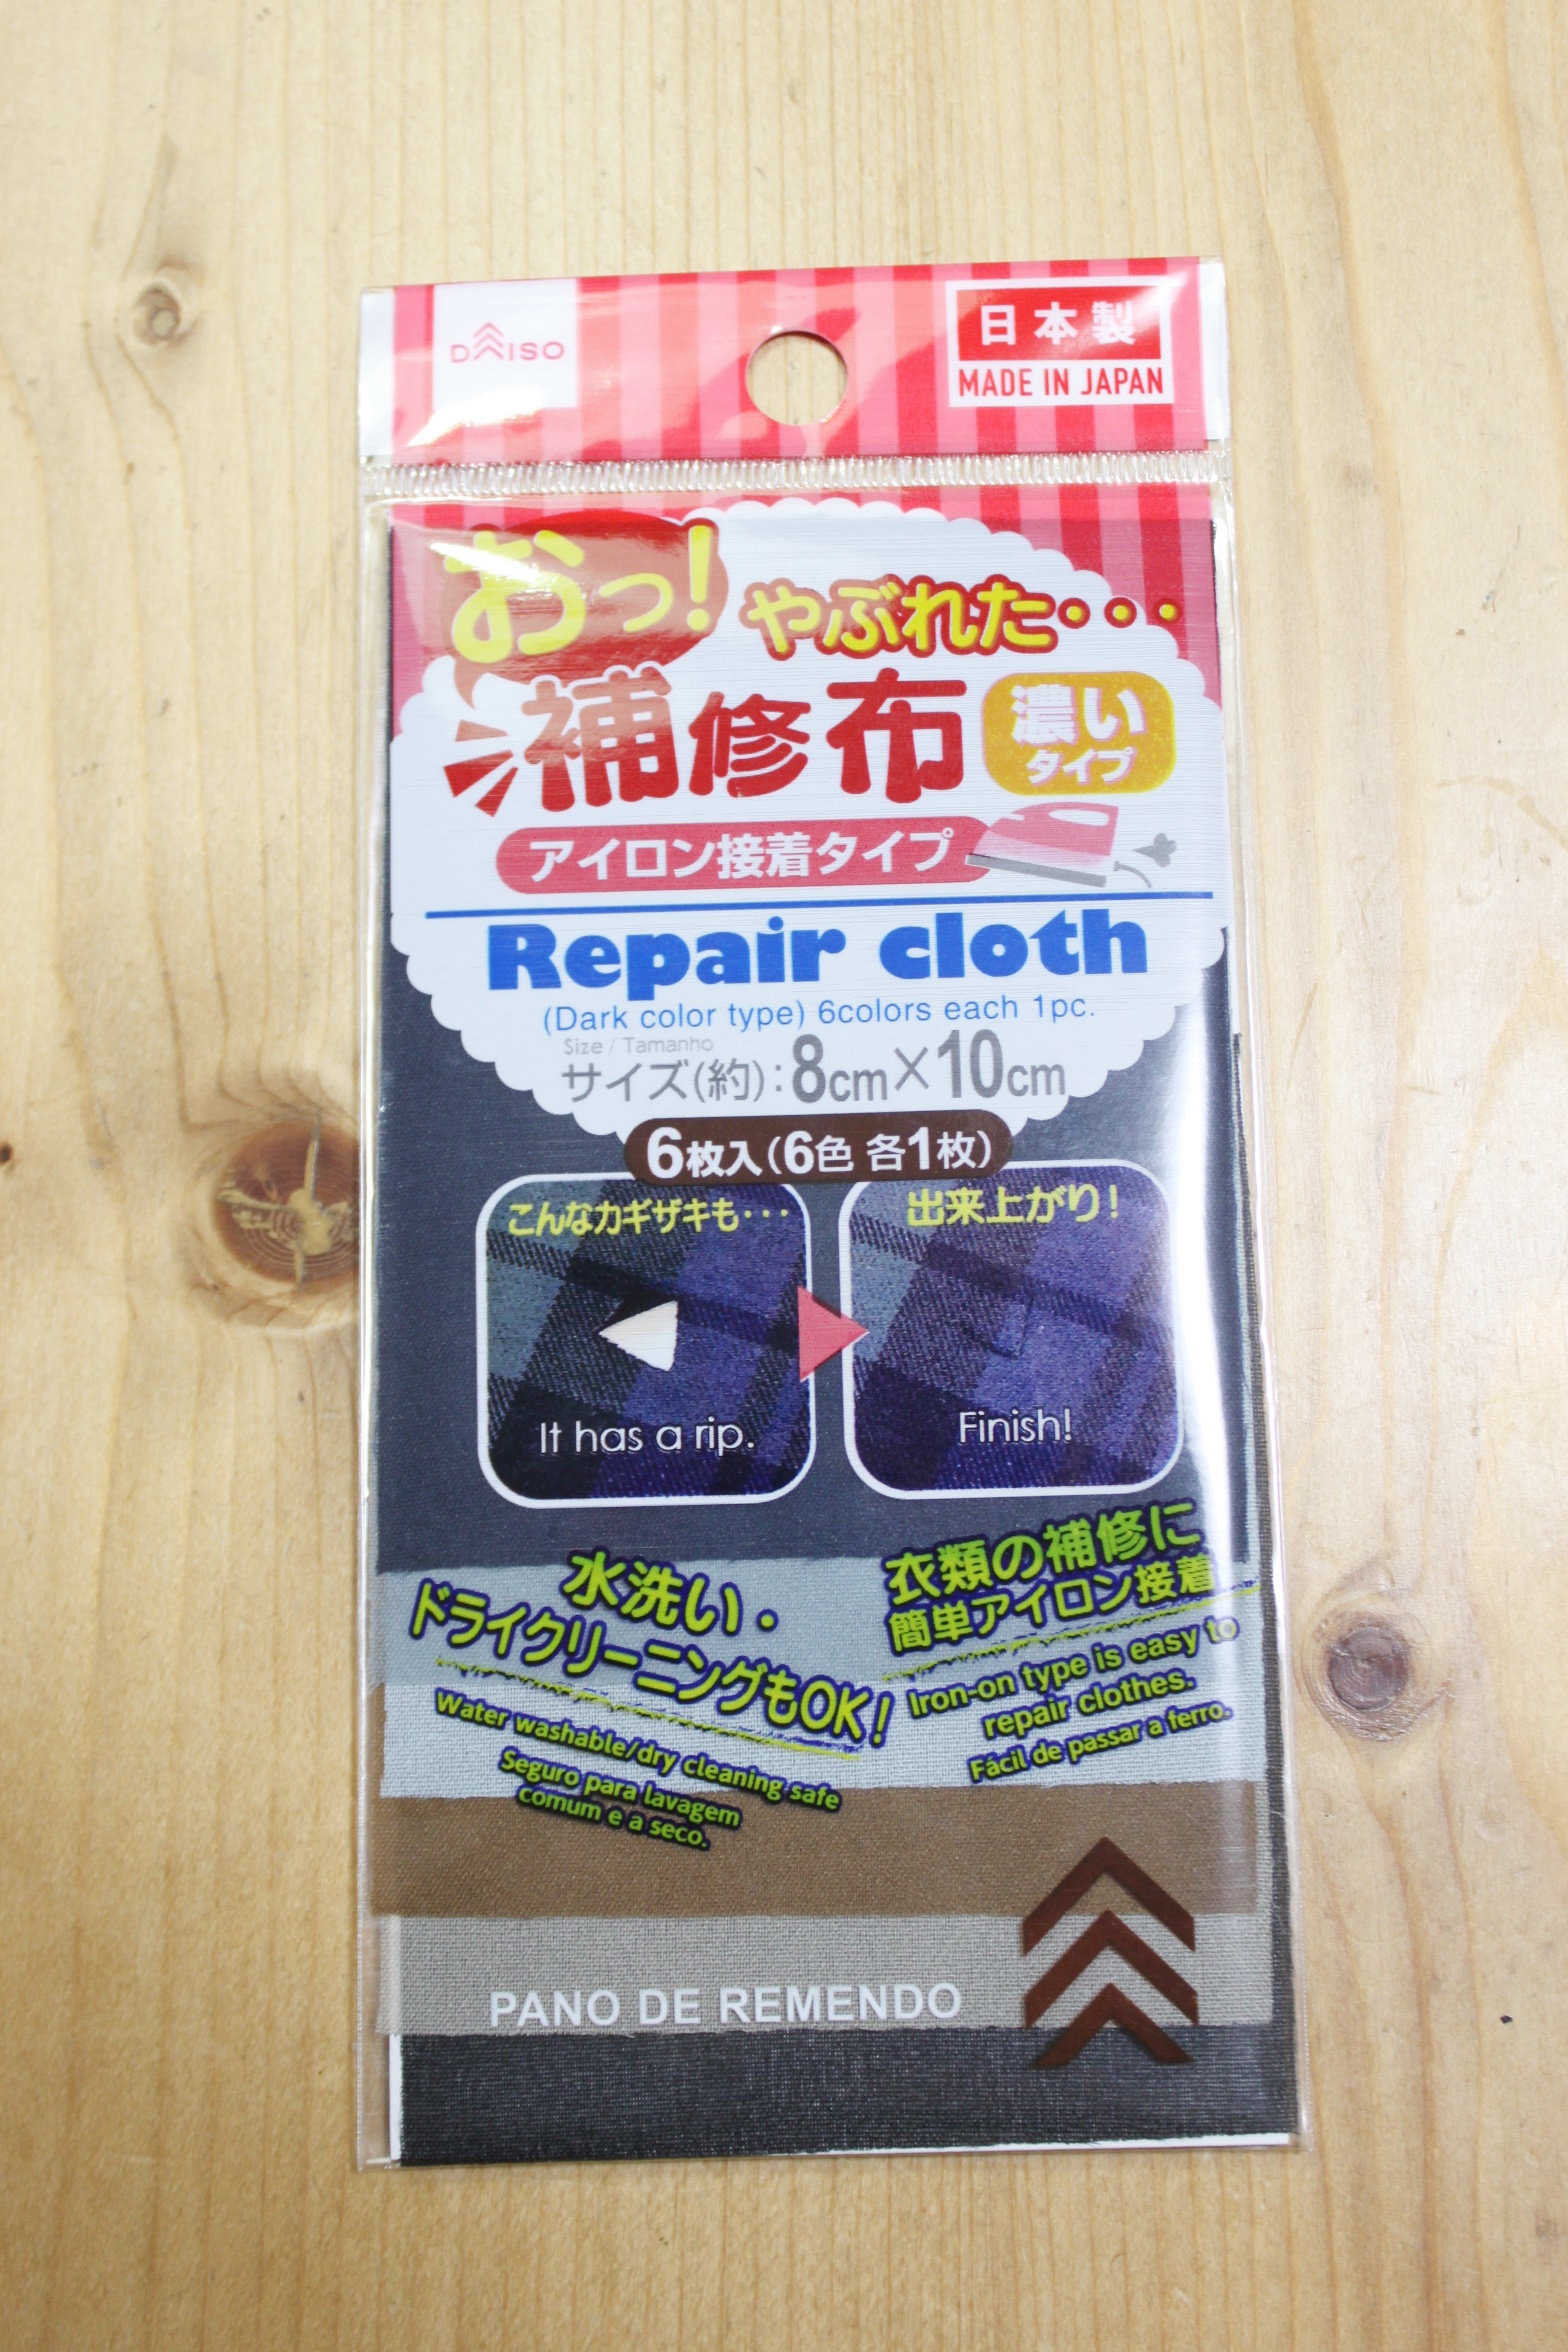 DAISO
日本製
MADE IN JAPAN
おっ!
やぶれた・・・
補修布
濃い
タイプ
アイロン接着タイプ
Repair cloth
(Dark color type) 6colors each 1pc.
Size / Tamanho
サイズ(約):8cm×10cm
6枚入(6色 各1枚)
こんなカギザキも・・・
It has a rip.
出来上がり!
Finish!
水洗い・
ドライクリーニングもOK!
Water washable/dry cleaning safe
Seguro para lavagem
comum e a seco.
衣類の補修に
簡単アイロン接着
Iron-on type is easy to
repair clothes.
Fácil de passar a ferro.
PANO DE REMENDO